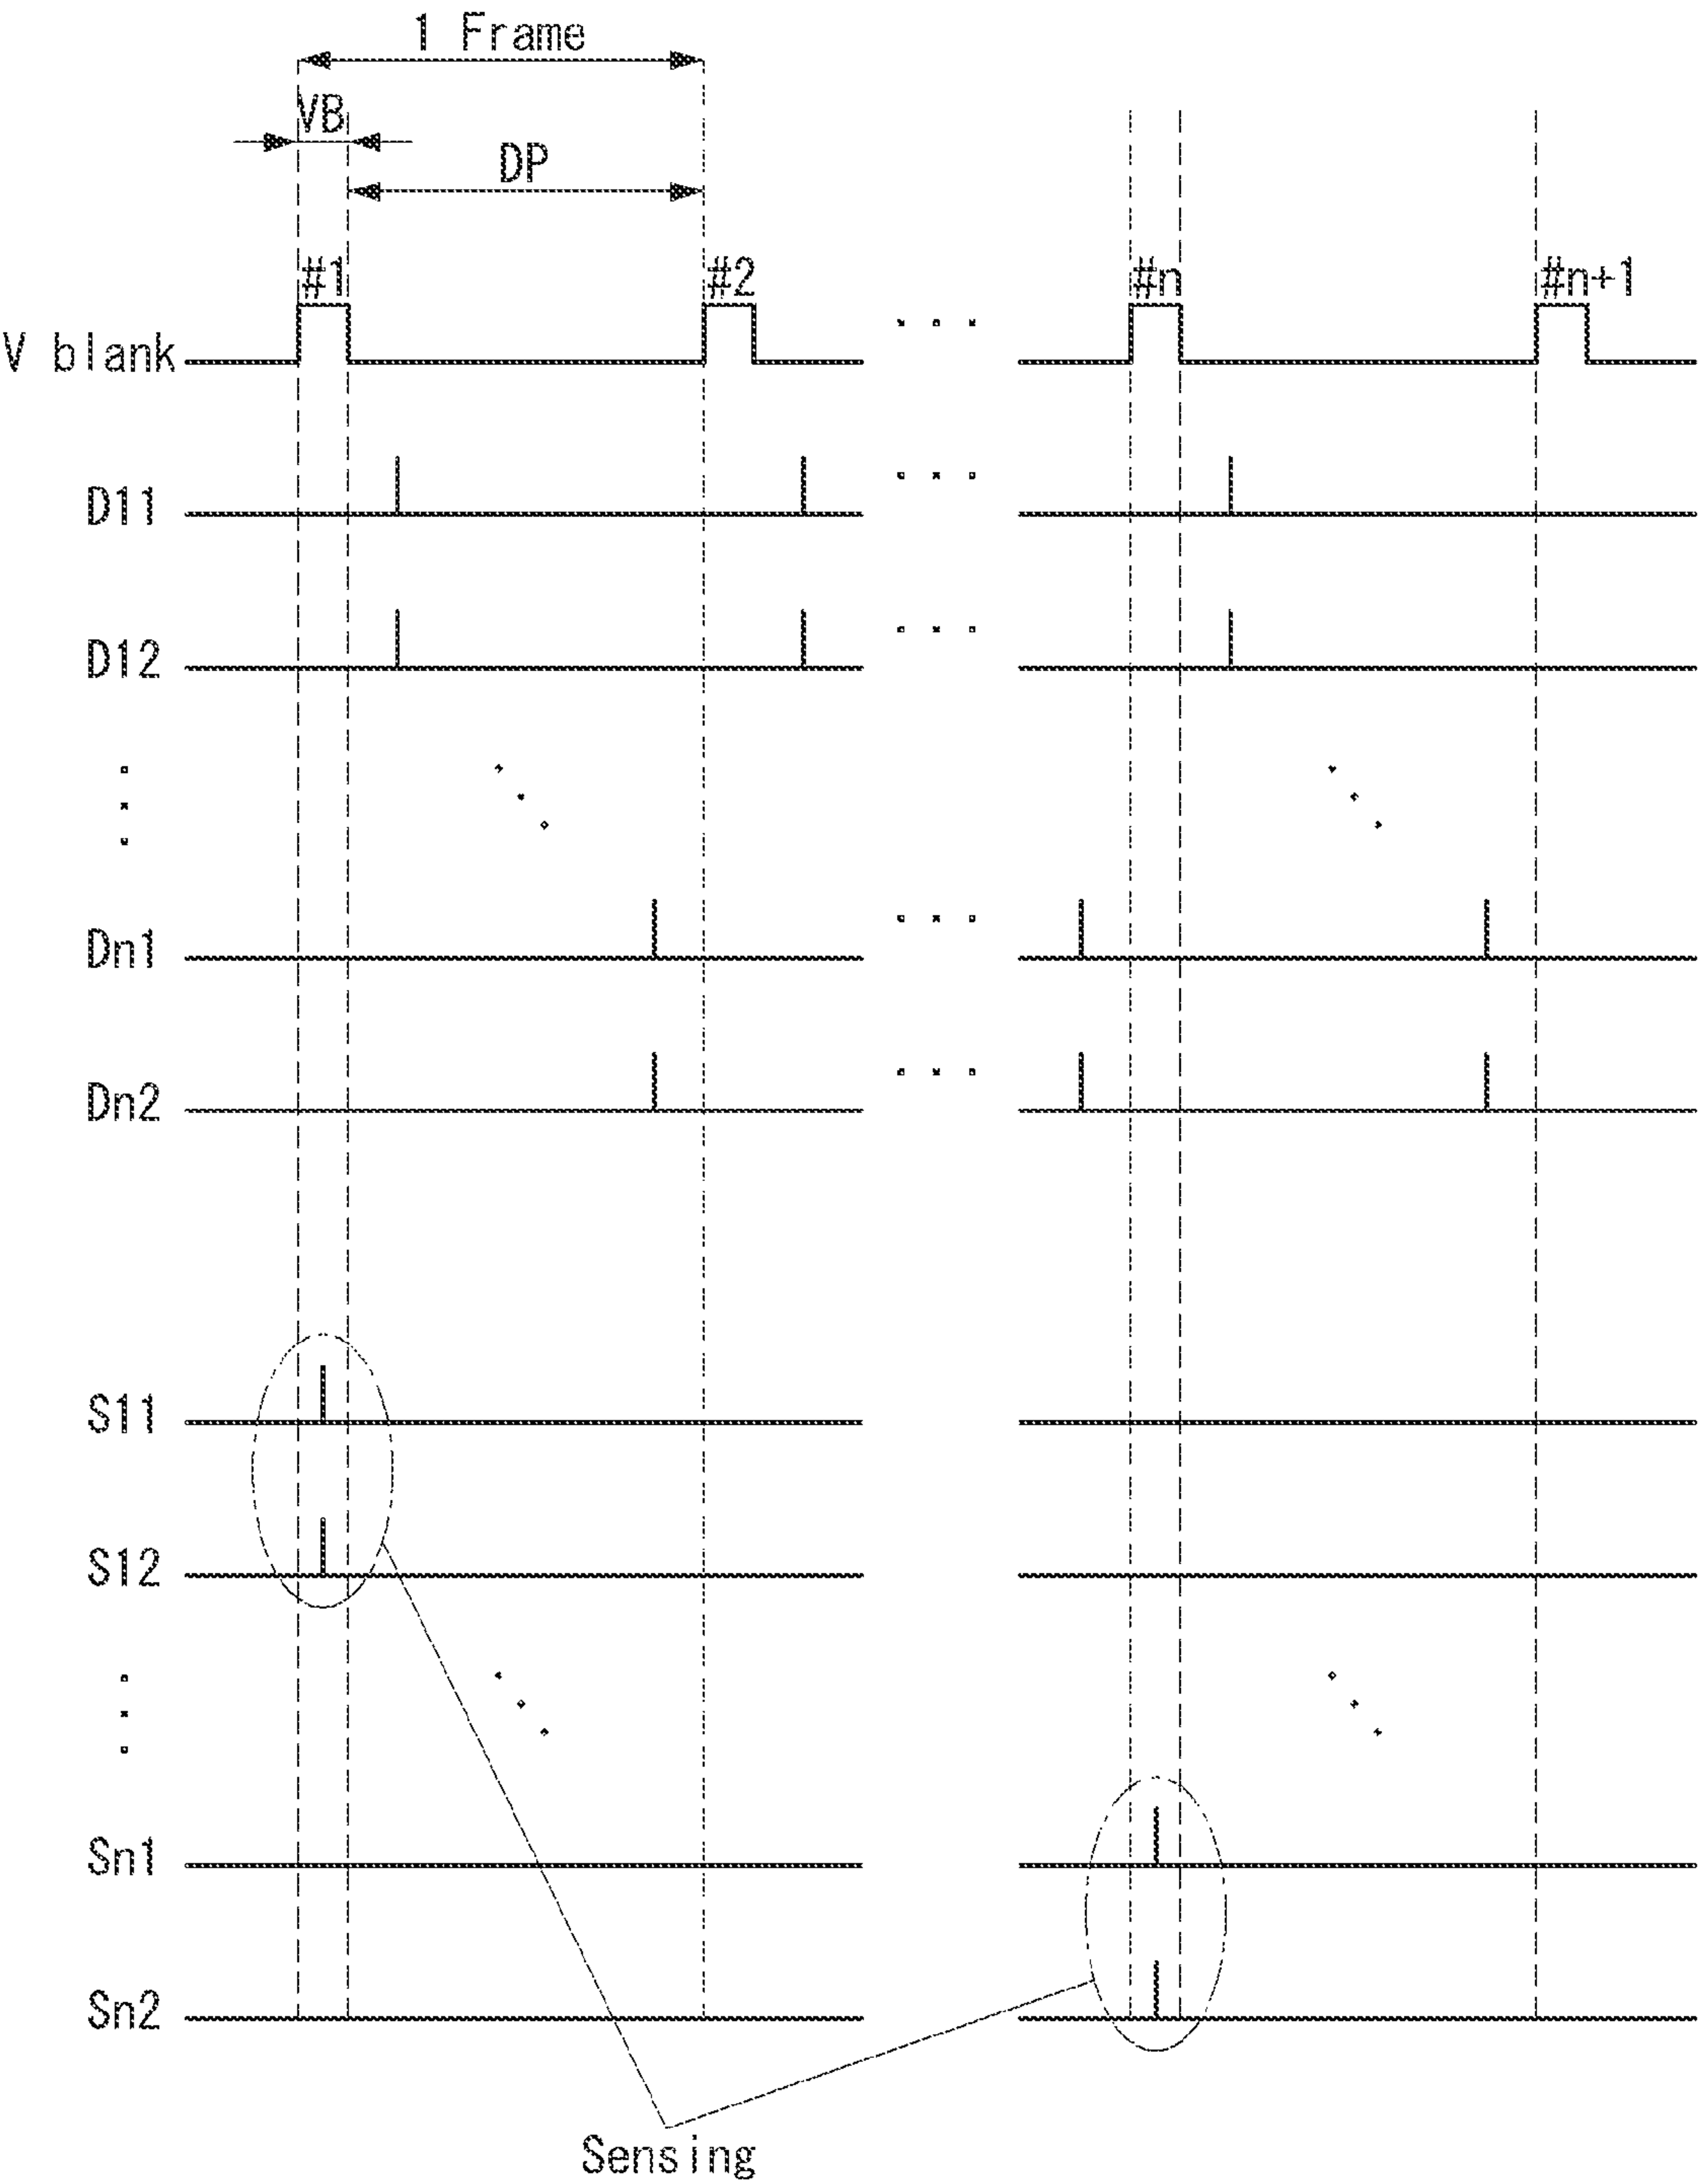 1 Frame
VB
DP
#1 #2 #n #n+1
V blank
D11
D12
Dn1
Dn2
S11
S12
Sn1
Sn2
Sensing